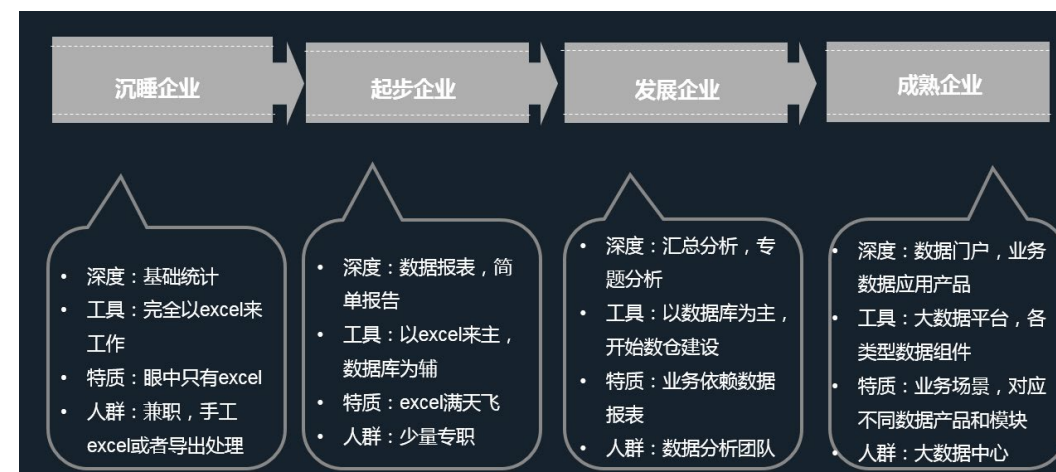 沉睡企业
起步企业
发展企业
成熟企业
• 深度：基础统计
• 工具：完全以excel来
工作
• 特质：眼中只有excel
• 人群：兼职，手工
excel或者导出处理
• 深度：数据报表，简
单报告
• 工具：以excel来主，
数据库为辅
• 特质：excel满天飞
• 人群：少量专职
• 深度：汇总分析，专
题分析
• 工具：以数据库为主，
开始数仓建设
• 特质：业务依赖数据
报表
• 人群：数据分析团队
• 深度：数据门户，业务
数据应用产品
• 工具：大数据平台，各
类型数据组件
• 特质：业务场景，对应
不同数据产品和模块
• 人群：大数据中心